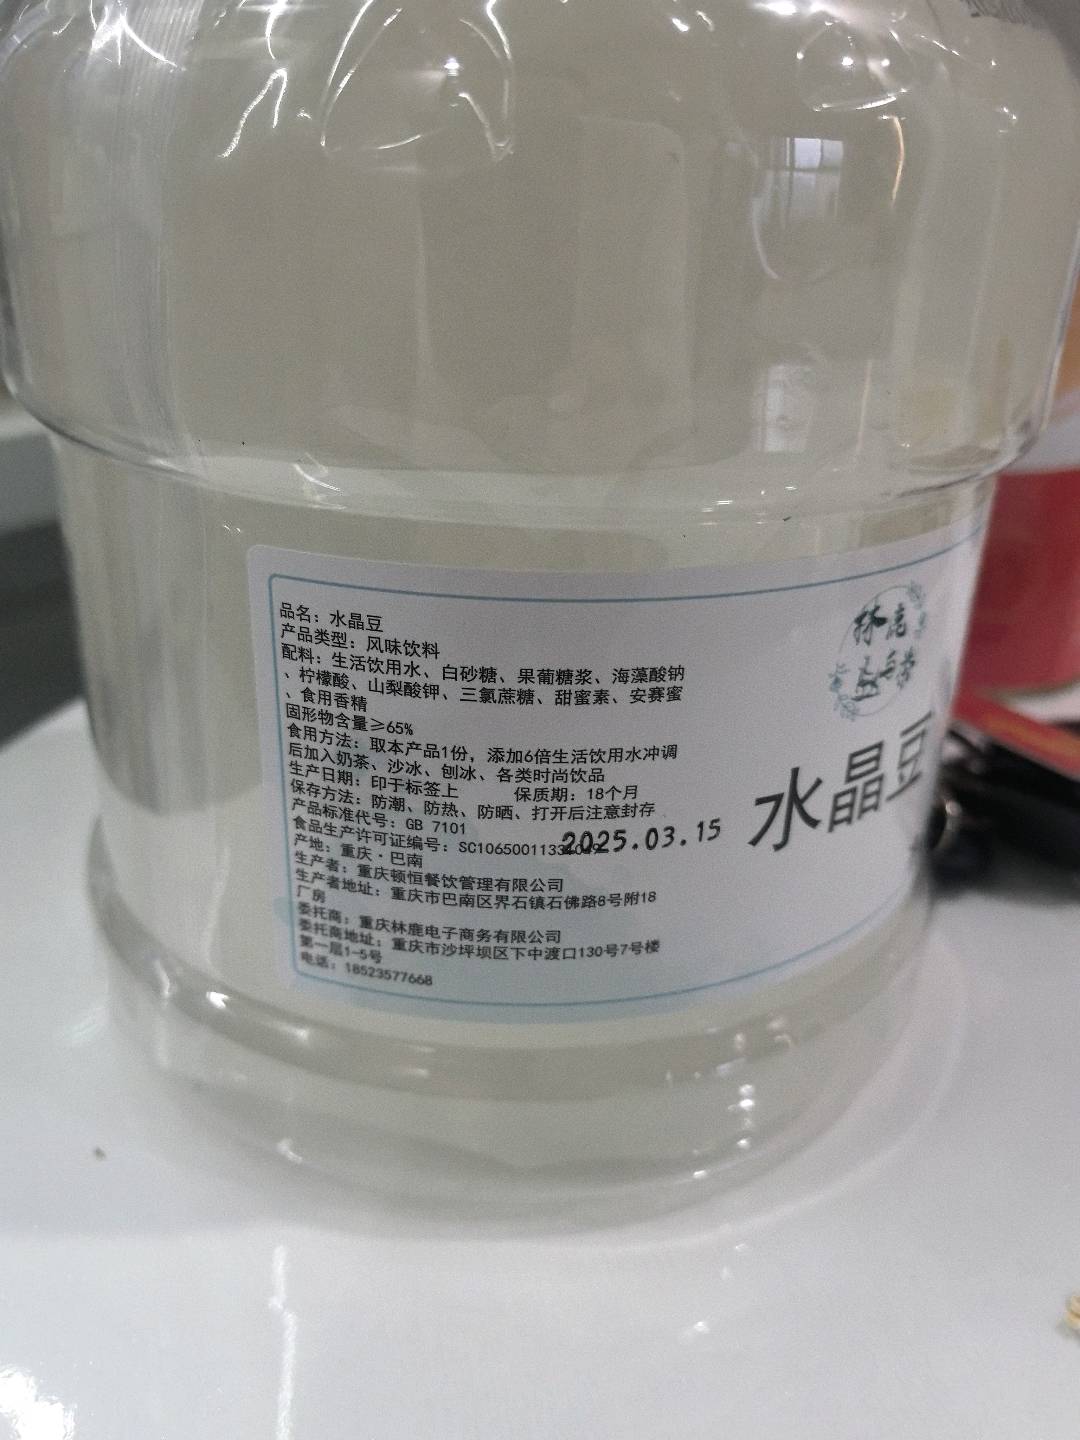 品名：水晶豆
产品类型：风味饮料
配料：生活饮用水、白砂糖、果葡糖浆、海藻酸钠
、柠檬酸、山梨酸钾、三氯蔗糖、甜蜜素、安赛蜜
、食用香精
固形物含量≥65%
食用方法：取本产品1份，添加6倍生活饮用水冲调
后加入奶茶、沙冰、刨冰、各类时尚饮品
生产日期：印于标签上 保质期：18个月
保存方法：防潮、防热、防晒、打开后注意封存
产品标准代号：GB 7101
食品生产许可证编号：
2025.03.15
产地：重庆·巴南
生产者：重庆顿恒餐饮管理有限公司
生产者地址：重庆市巴南区界石镇石佛路8号附18
厂房
委托商：重庆林鹿电子商务有限公司
委托商地址：重庆市沙坪坝区下中渡口130号7号楼
第一层1-5号
电话：18523577668
水晶豆